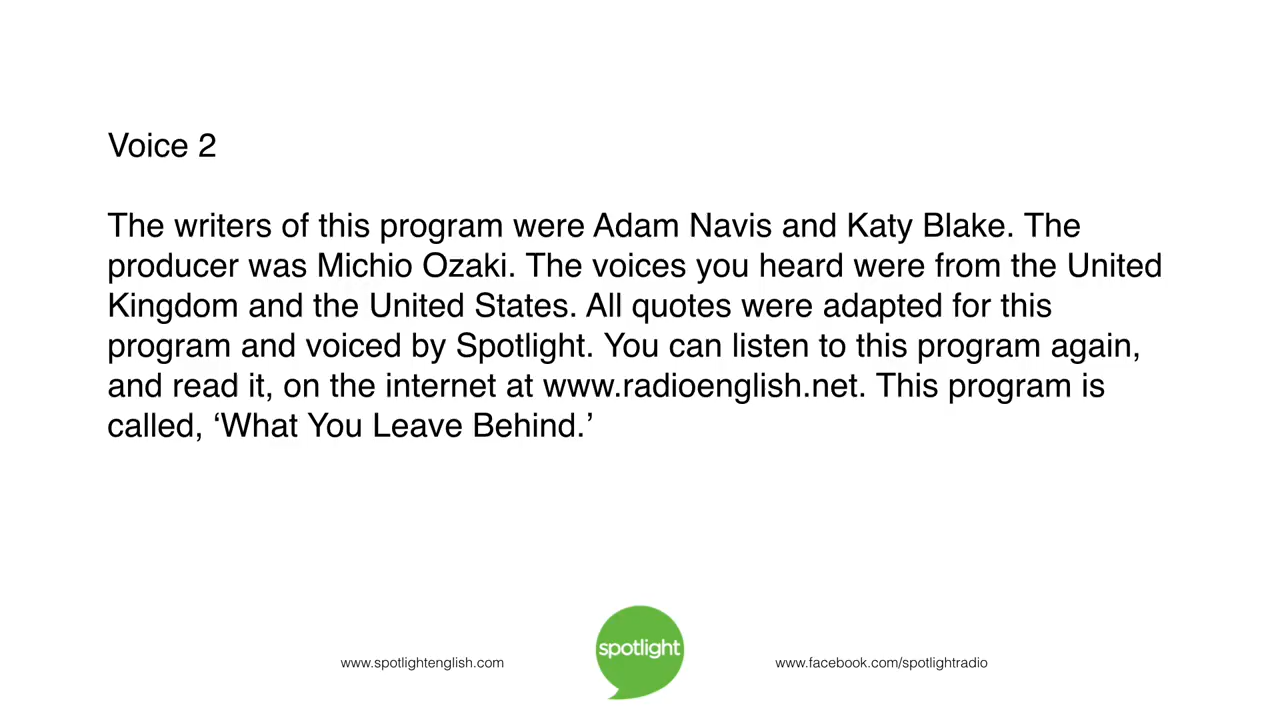 Voice 2
The writers of this program were Adam Navis and Katy Blake. The
producer was Michio Ozaki. The voices you heard were from the United
Kingdom and the United States. All quotes were adapted for this
program and voiced by Spotlight. You can listen to this program again,
and read it, on the internet at www.radioenglish.net. This program is
called, ‘What You Leave Behind.’
spotlight
www.spotlightenglish.com
www.facebook.com/spotlightradio